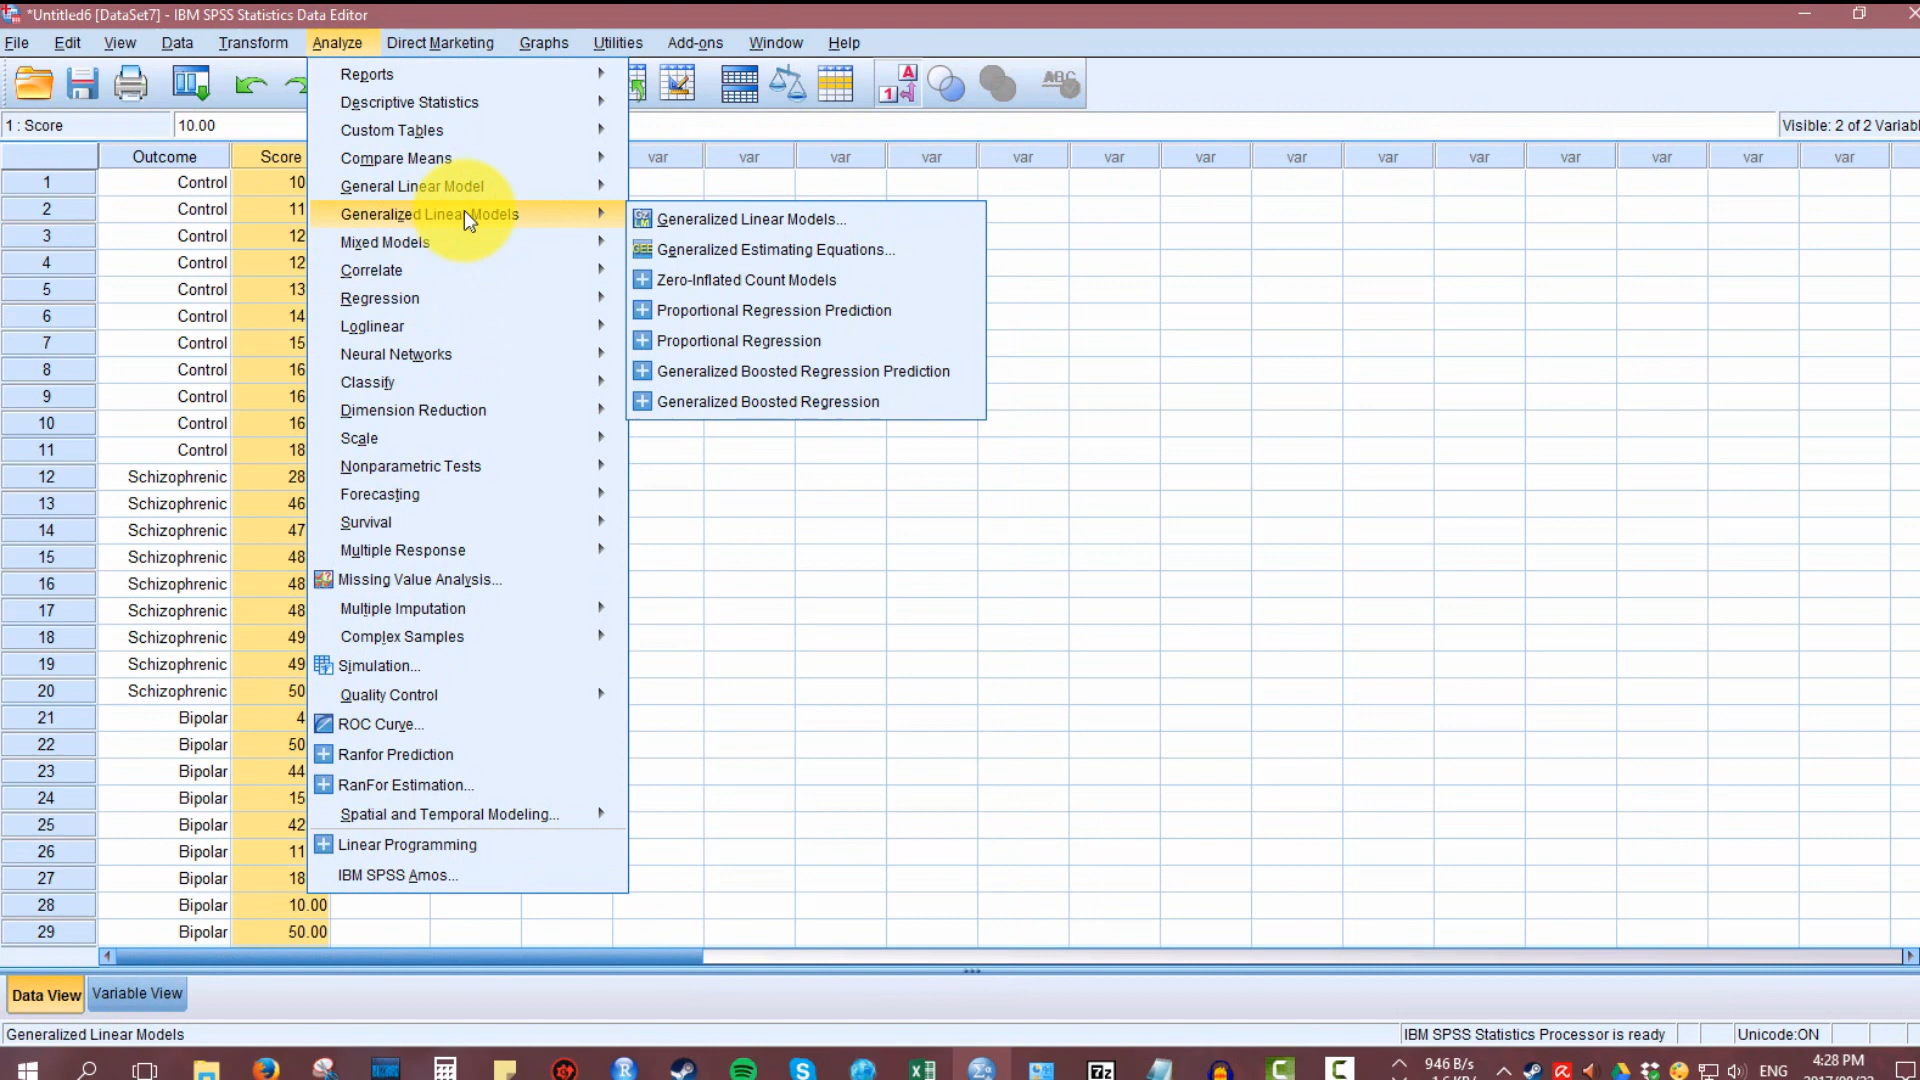 *Untitled6 [DataSet7] - IBM SPSS Statistics Data Editor
File Edit View Data Transform Analyze Direct Marketing Graphs Utilities Add-ons Window Help
A
1
ABC
1 : Score 10.00 Visible: 2 of 2 Variabl
Outcome Score var var var var var var var var var var var var var var
1 Control 10
2 Control 11
3 Control 12
4 Control 12
5 Control 13
6 Control 14
7 Control 15
8 Control 16
9 Control 16
10 Control 16
11 Control 18
12 Schizophrenic 28
13 Schizophrenic 46
14 Schizophrenic 47
15 Schizophrenic 48
16 Schizophrenic 48
17 Schizophrenic 48
18 Schizophrenic 49
19 Schizophrenic 49
20 Schizophrenic 50
21 Bipolar 4
22 Bipolar 50
23 Bipolar 44
24 Bipolar 15
25 Bipolar 42
26 Bipolar 11
27 Bipolar 18
28 Bipolar 10.00
29 Bipolar 50.00
Reports
Descriptive Statistics
Custom Tables
Compare Means
General Linear Model
Generalized Linear Models
Mixed Models
Correlate
Regression
Loglinear
Neural Networks
Classify
Dimension Reduction
Scale
Nonparametric Tests
Forecasting
Survival
Multiple Response
Missing Value Analysis...
Multiple Imputation
Complex Samples
Simulation...
Quality Control
ROC Curve...
Ranfor Prediction
RanFor Estimation...
Spatial and Temporal Modeling...
Linear Programming
IBM SPSS Amos...
Generalized Linear Models...
GEE Generalized Estimating Equations...
Zero-Inflated Count Models
Proportional Regression Prediction
Proportional Regression
Generalized Boosted Regression Prediction
Generalized Boosted Regression
Data View Variable View
Generalized Linear Models IBM SPSS Statistics Processor is ready Unicode:ON
946 B/s
ENG
4:28 PM